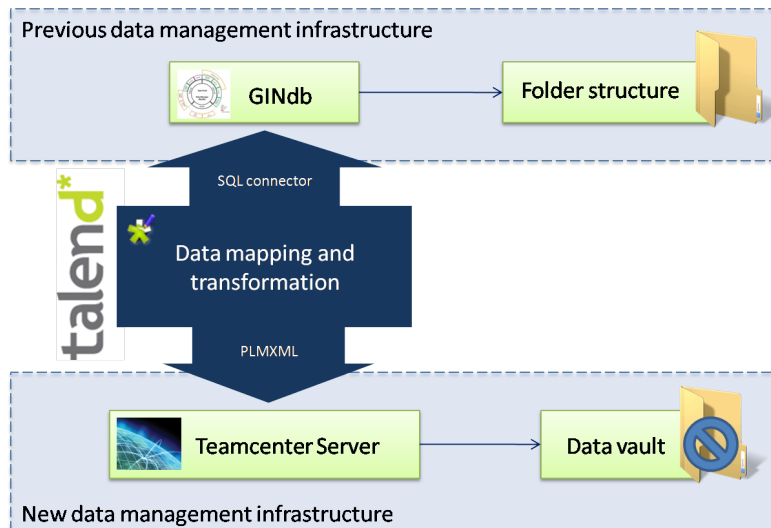 Previous data management infrastructure
GINdb
Folder structure
SQL connector
talend*
Data mapping and
transformation
PLMXML
Teamcenter Server
Data vault
New data management infrastructure